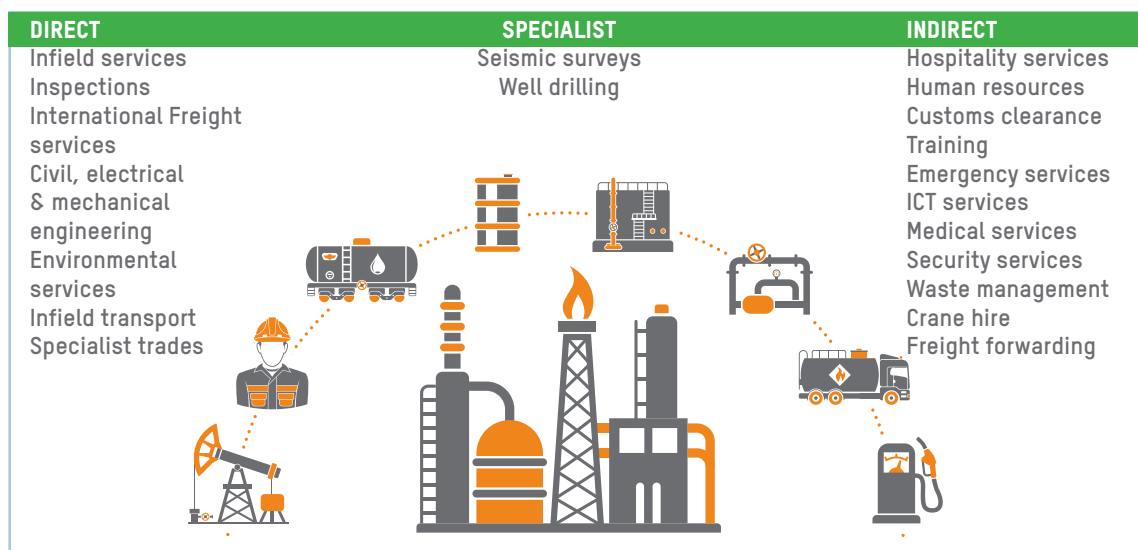 DIRECT
Infield services
Inspections
International Freight
services
Civil, electrical
& mechanical
engineering
Environmental
services
Infield transport
Specialist trades
SPECIALIST
Seismic surveys
Well drilling
INDIRECT
Hospitality services
Human resources
Customs clearance
Training
Emergency services
ICT services
Medical services
Security services
Waste management
Crane hire
Freight forwarding